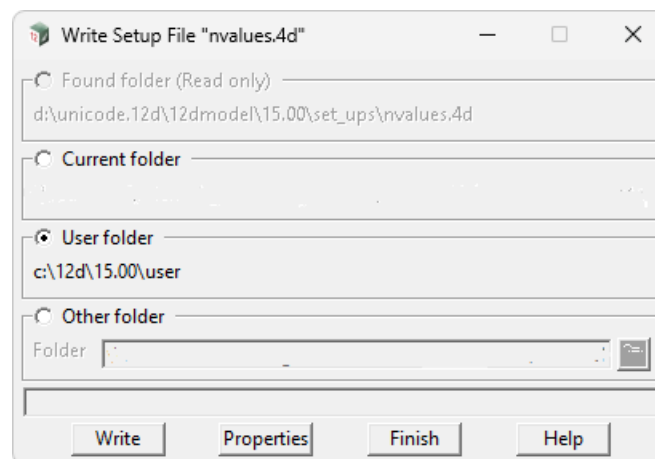 Write Setup File "nvalues.4d"
Found folder (Read only)
d:\unicode.12d\12dmodel\15.00\set_ups\nvalues.4d
Current folder
User folder
c:\12d\15.00\user
Other folder
Folder
Write Properties Finish Help